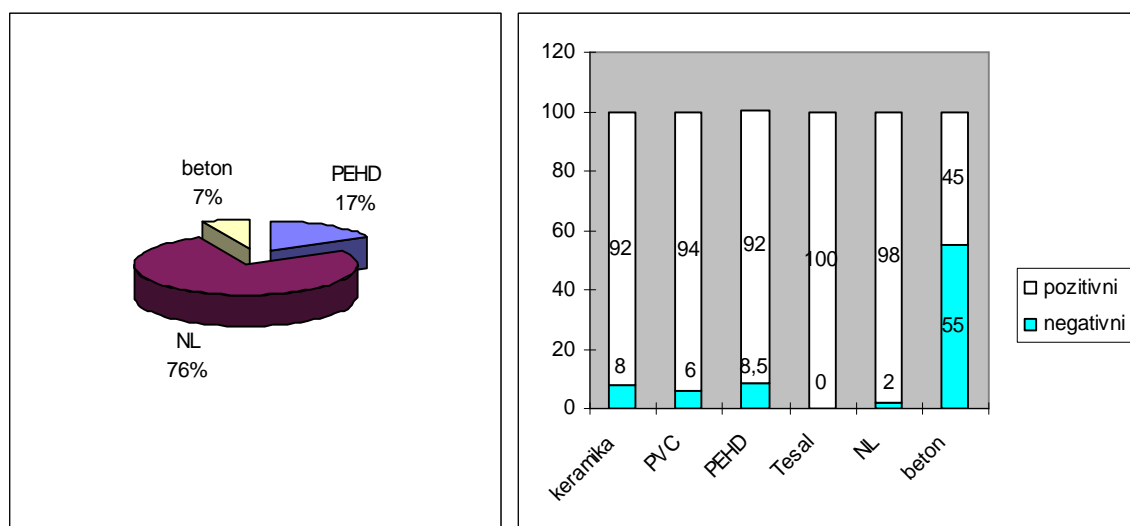 beton
7%
PEHD
17%
NL
76%
120
100
80
60
40
20
0
92
94
92
100
98
45
8
6
8,5
0
2
55
keramika
PVC
PEHD
Tesal
NL
beton
pozitivni
negativni